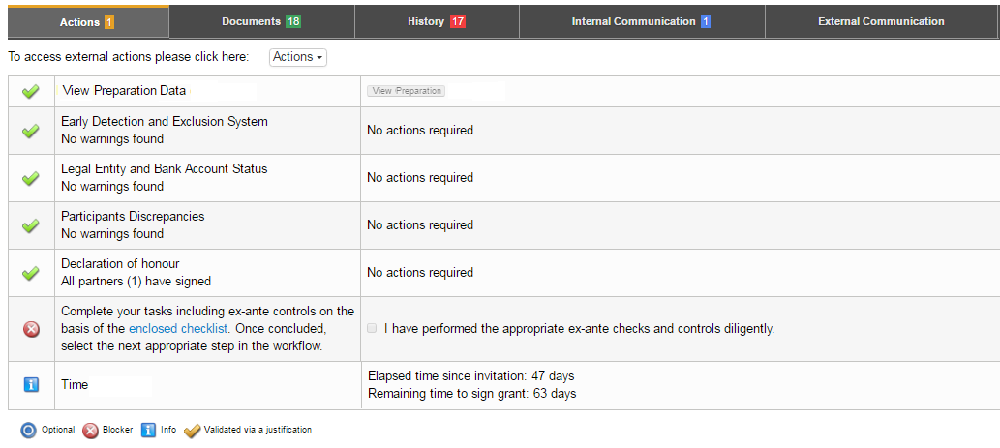 Actions 1 Documents 18 History 17 Internal Communication 1 External Communication
To access external actions please click here: Actions
View Preparation Data View Preparation
Early Detection and Exclusion System
No warnings found
No actions required
Legal Entity and Bank Account Status
No warnings found
No actions required
Participants Discrepancies
No warnings found
No actions required
Declaration of honour
All partners (1) have signed
No actions required
Complete your tasks including ex-ante controls on the
basis of the enclosed checklist. Once concluded,
select the next appropriate step in the workflow.
I have performed the appropriate ex-ante checks and controls diligently.
Time
Elapsed time since invitation: 47 days
Remaining time to sign grant: 63 days
Optional Blocker Info Validated via a justification